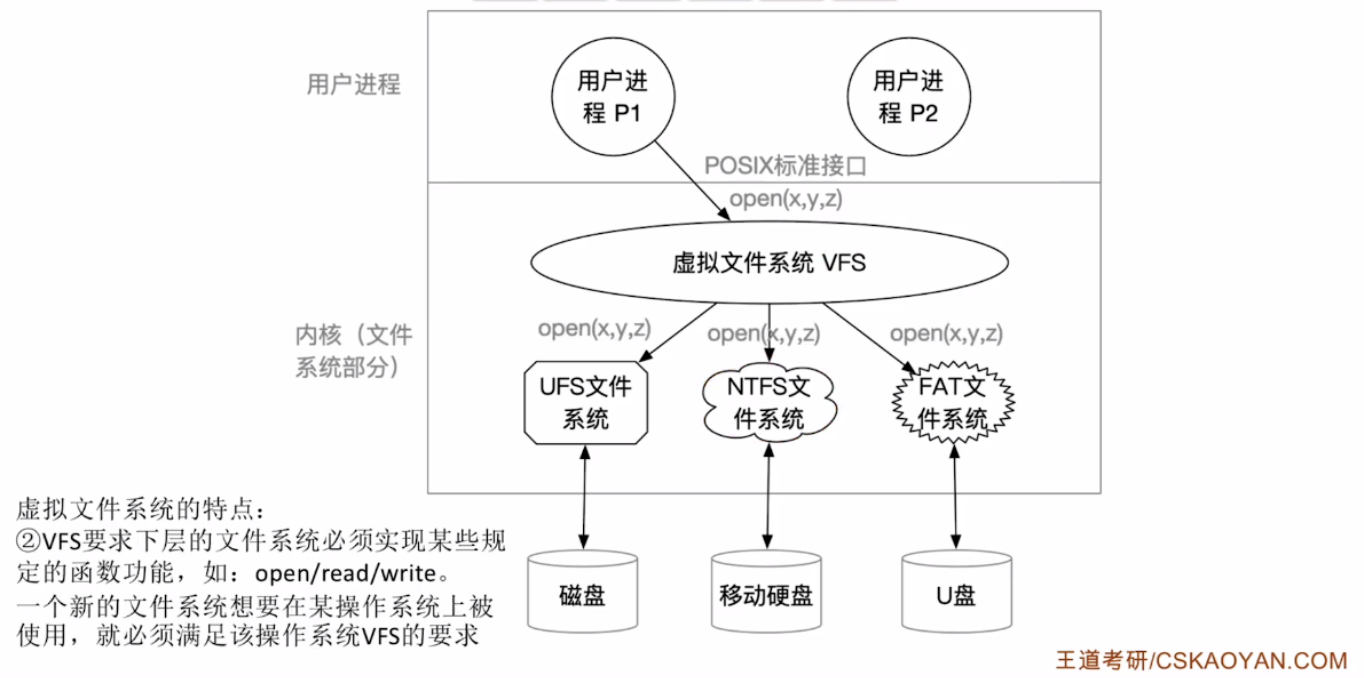 用户进程
用户进
程 P1
用户进
程 P2
POSIX标准接口
open(x,y,z)
虚拟文件系统 VFS
内核（文件
系统部分）
open(x,y,z)
open(x,y,z)
open(x,y,z)
UFS文件
系统
NTFS文
件系统
FAT文
件系统
虚拟文件系统的特点：
②VFS要求下层的文件系统必须实现某些规
定的函数功能，如：open/read/write。
一个新的文件系统想要在某操作系统上被
使用，就必须满足该操作系统VFS的要求
磁盘
移动硬盘
U盘
王道考研/CSKAOYAN.COM